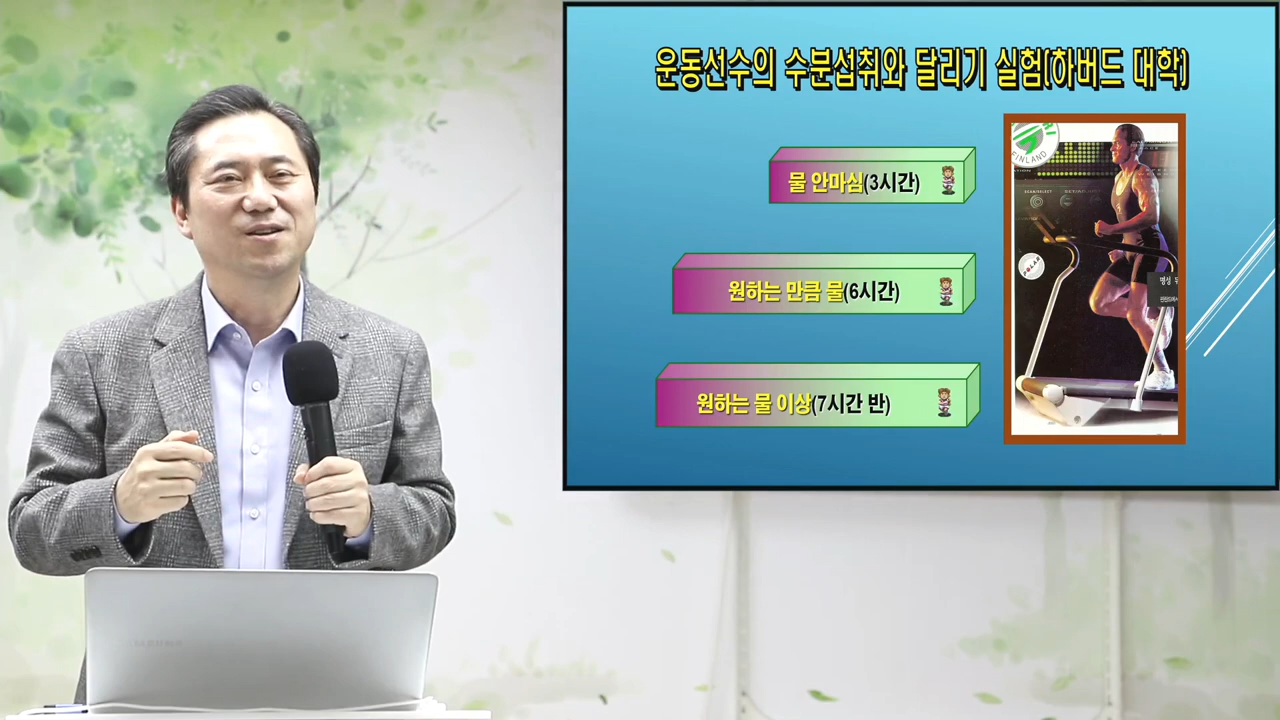 운동선수의 수분섭취와 달리기 실험(하버드 대학)
물 안마심(3시간)
원하는 만큼 물(6시간)
원하는 물 이상(7시간 반)
FINLAND
POLAR